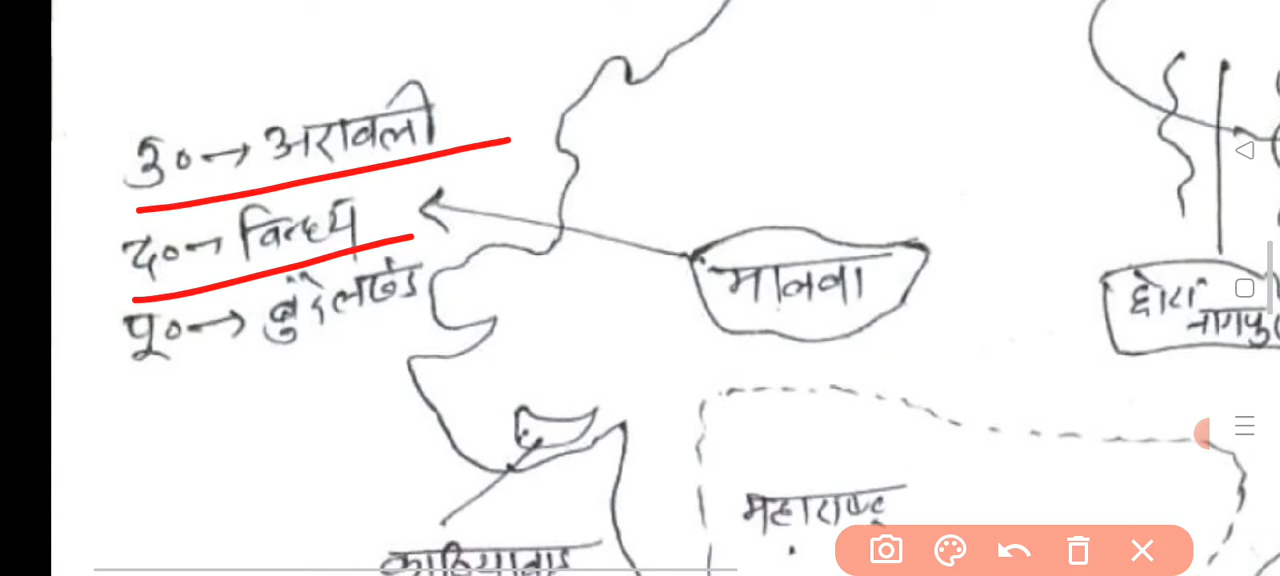 उ०→ अरावली
द०→ विन्ध्य
पू०→ बुंदेलखंड
मालवा
छोटा
नागपु
महाराष्ट्र
काठियावाड